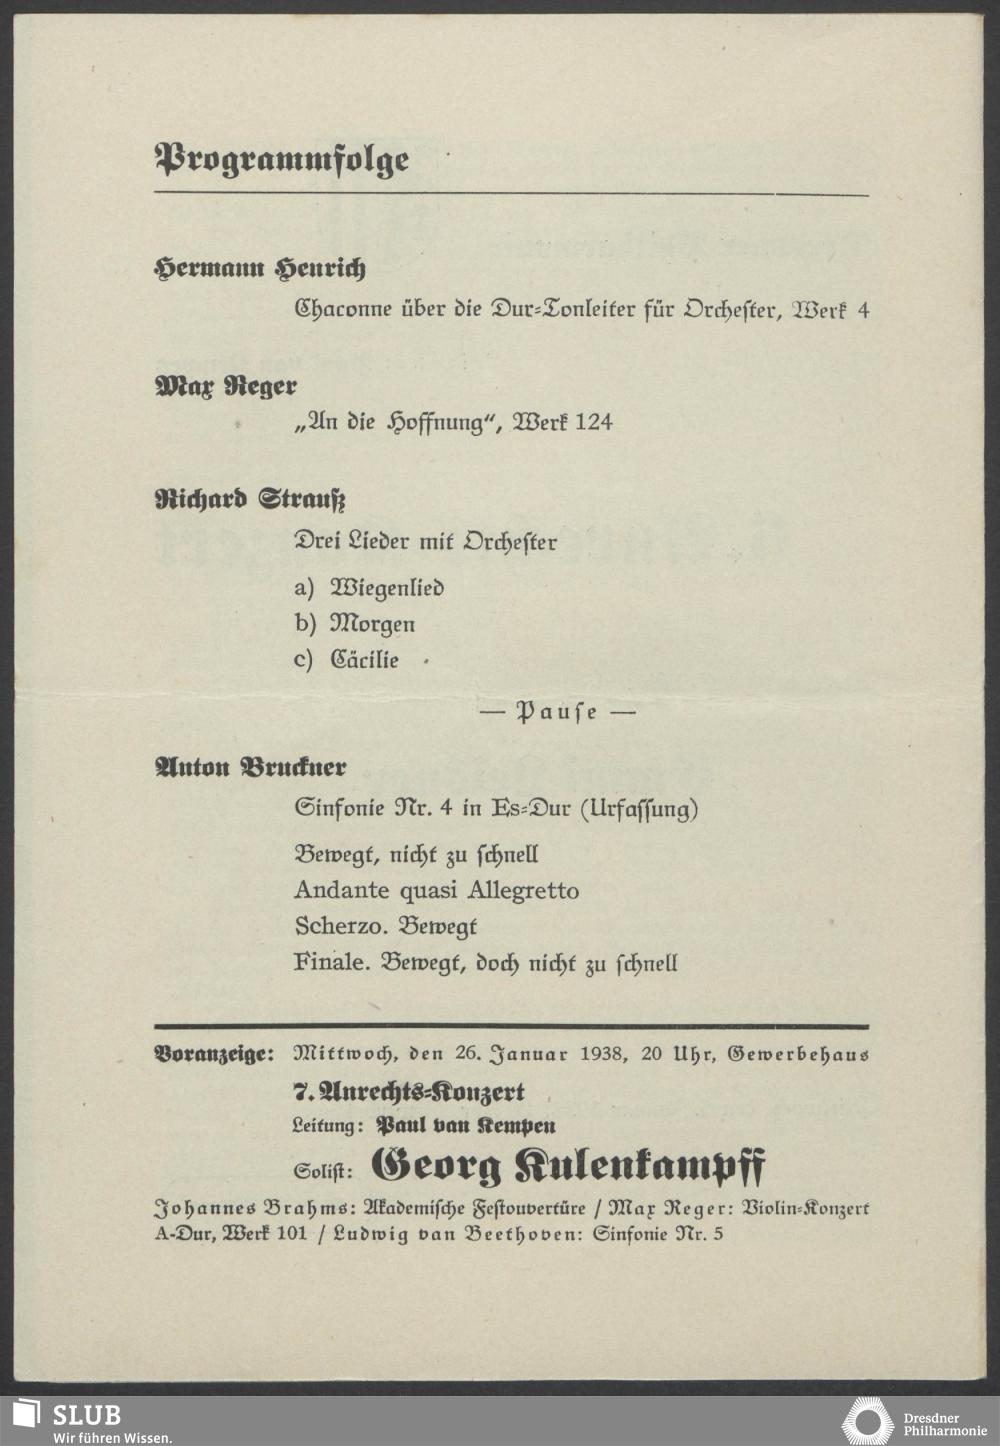 Programmfolge
Hermann Henrich
Chaconne über die Dur-Tonleiter für Orchester, Werk 4
Max Reger
„An die Hoffnung“, Werk 124
Richard Strauß
Drei Lieder mit Orchester
a) Wiegenlied
b) Morgen
c) Cäcilie
— Pause —
Anton Bruckner
Sinfonie Nr. 4 in Es-Dur (Urfassung)
Bewegt, nicht zu schnell
Andante quasi Allegretto
Scherzo. Bewegt
Finale. Bewegt, doch nicht zu schnell
Voranzeige: Mittwoch, den 26. Januar 1938, 20 Uhr, Gewerbehaus
7. Anrechts-Konzert
Leitung: Paul van Kempen
Solist: Georg Kulenkampff
Johannes Brahms: Akademische Festouvertüre / Max Reger: Violin-Konzert
A-Dur, Werk 101 / Ludwig van Beethoven: Sinfonie Nr. 5
SLUB
Wir führen Wissen.
Dresdner
Philharmonie